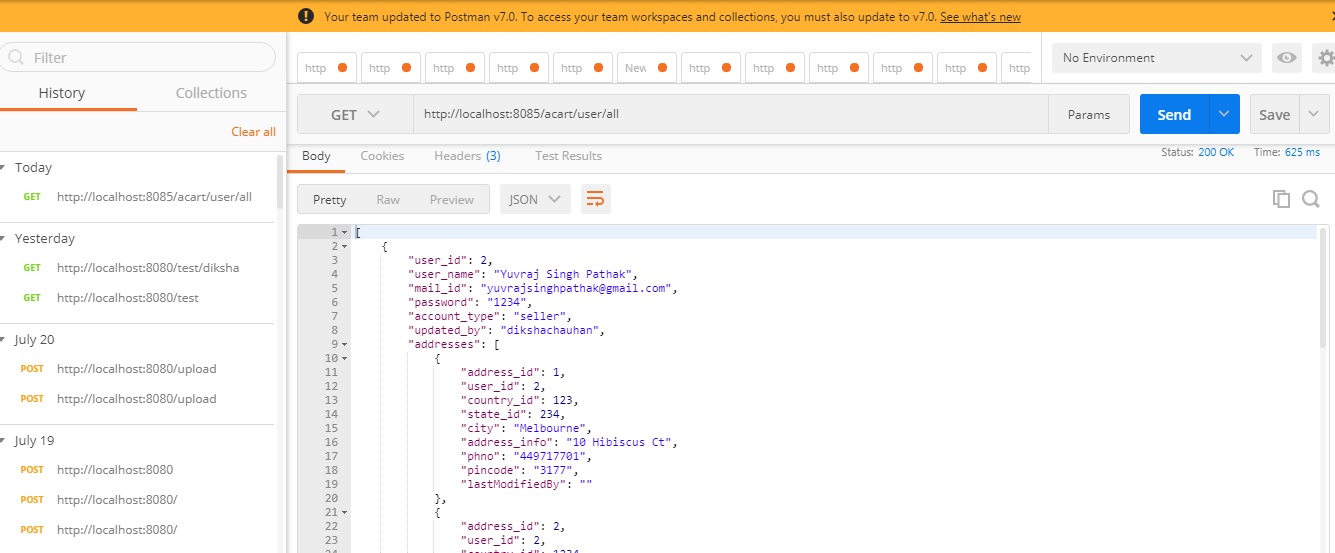 Your team updated to Postman v7.0. To access your team workspaces and collections, you must also update to v7.0. See what's new
Filter
History Collections
Clear all
Today
GET http://localhost:8085/acart/user/all
Yesterday
GET http://localhost:8080/test/diksha
GET http://localhost:8080/test
July 20
POST http://localhost:8080/upload
POST http://localhost:8080/upload
July 19
POST http://localhost:8080
POST http://localhost:8080/
POST http://localhost:8080/
http http http http http New http http http http http http
No Environment
GET http://localhost:8085/acart/user/all Params Send Save
Body Cookies Headers (3) Test Results Status: 200 OK Time: 625 ms
Pretty Raw Preview JSON
1 [
2 {
3 "user_id": 2,
4 "user_name": "Yuvraj Singh Pathak",
5 "mail_id": "yuvrajsinghpathak@gmail.com",
6 "password": "1234",
7 "account_type": "seller",
8 "updated_by": "dikshachauhan",
9 "addresses": [
10 {
11 "address_id": 1,
12 "user_id": 2,
13 "country_id": 123,
14 "state_id": 234,
15 "city": "Melbourne",
16 "address_info": "10 Hibiscus Ct",
17 "phno": "449717701",
18 "pincode": "3177",
19 "lastModifiedBy": ""
20 },
21 {
22 "address_id": 2,
23 "user_id": 2,
24 "country_id": 1234